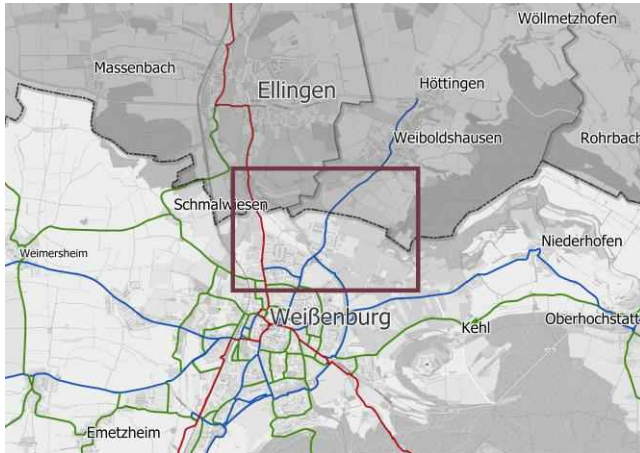 Wöllmetzhofen
Massenbach
Ellingen
Höttingen
Weiboldshausen
Rohrbach
Schmalwiesen
Niederhofen
Weimersheim
Weißenburg
Oberhochstatt
Kehl
Emetzheim